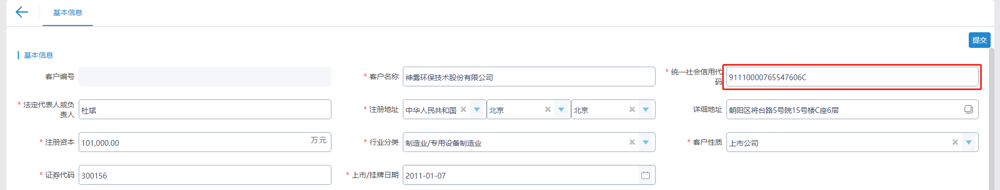 基本信息
提交
基本信息
客户编号
* 客户名称 神雾环保技术股份有限公司
* 统一社会信用代码 91110000765547606C
* 法定代表人或负责人 杜斌
* 注册地址 中华人民共和国 北京 北京
详细地址 朝阳区将台路5号院15号楼C座6层
* 注册资本 101,000.00 万元
* 行业分类 制造业/专用设备制造业
* 客户性质 上市公司
* 证券代码 300156
* 上市/挂牌日期 2011-01-07